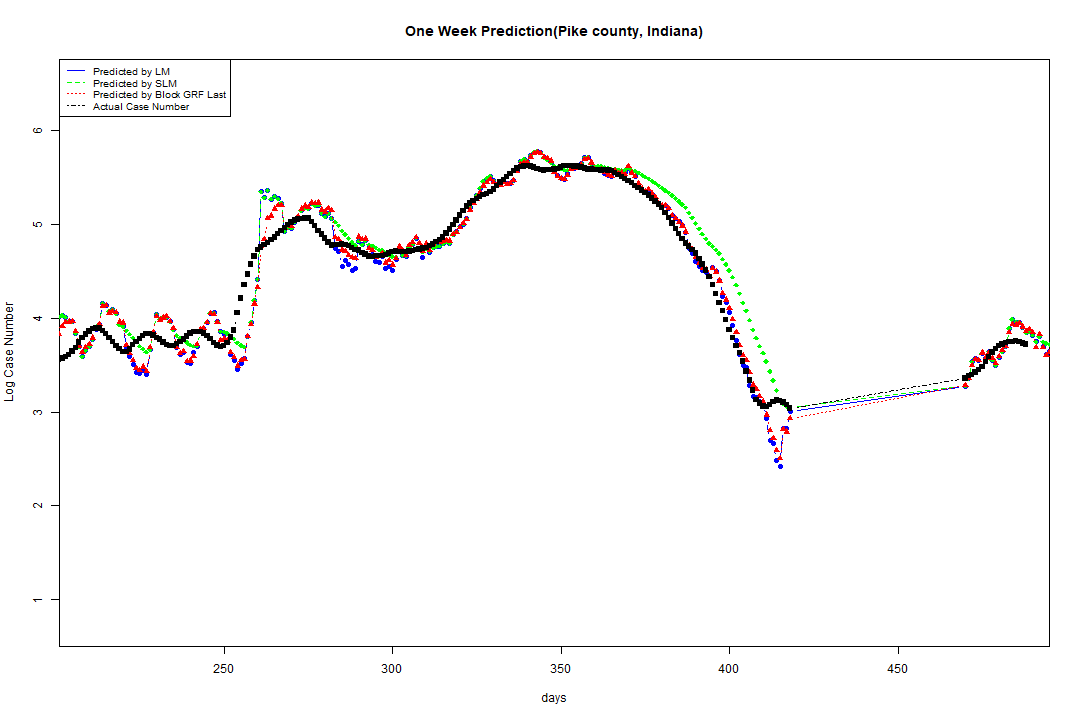 One Week Prediction(Pike county, Indiana)
Predicted by LM
Predicted by SLM
Predicted by Block GRF Last
Actual Case Number
6
5
4
3
2
1
Log Case Number
250
300
350
400
450
days